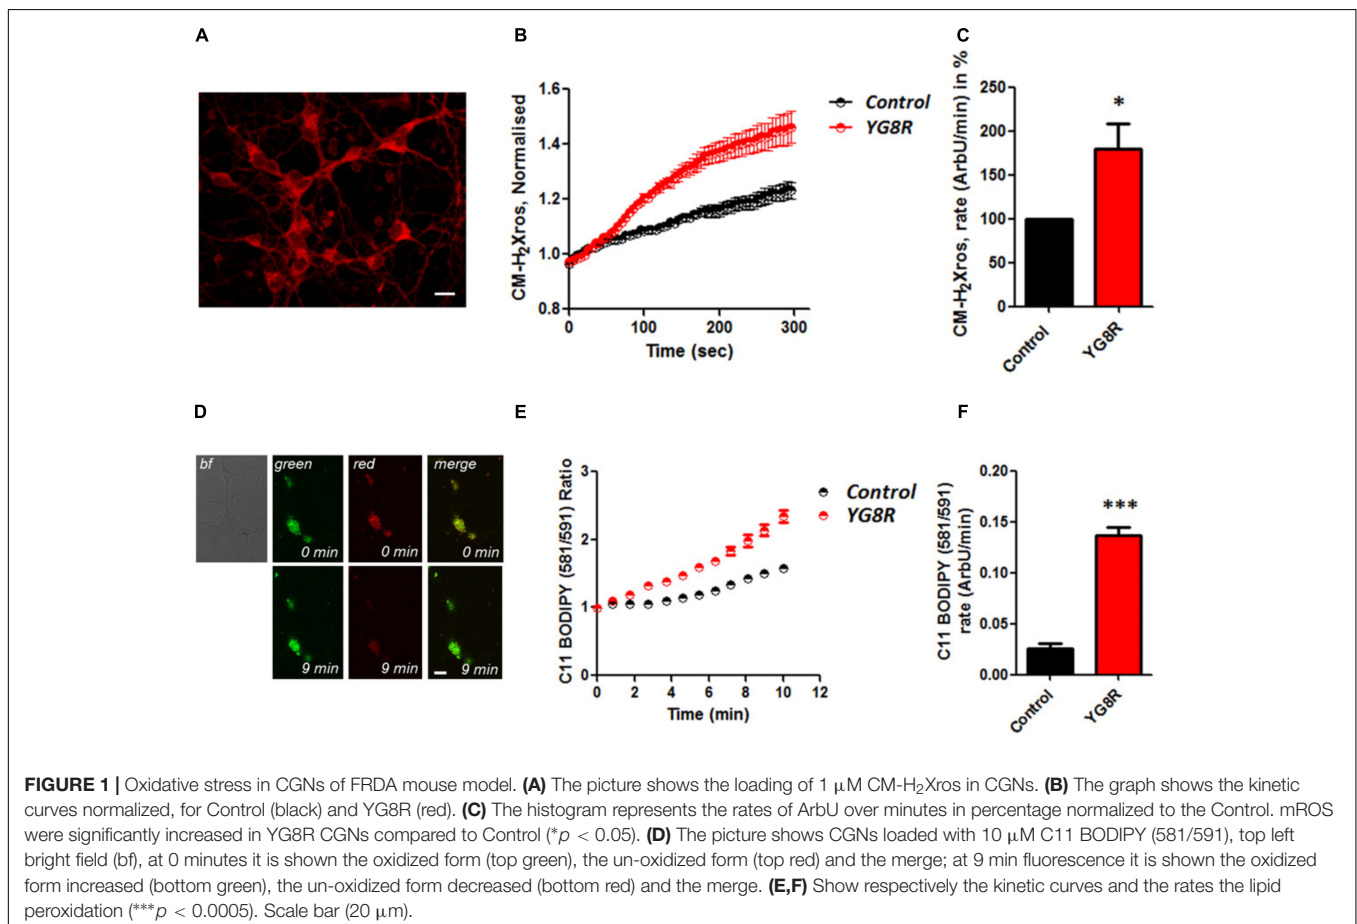 A
B
C
CM-H₂Xros, Normalised
1.6
1.4
1.2
1.0
0.8
0
100
200
300
Time (sec)
Control
YG8R
CM-H₂Xros, rate (ArbU/min) in %
250
200
150
100
50
0
*
Control
YG8R
D
E
F
bf
green
red
merge
0 min
0 min
0 min
9 min
9 min
9 min
C11 BODIPY (581/591) Ratio
3
2
1
0
0
2
4
6
8
10
12
Time (min)
Control
YG8R
C11 BODIPY (581/591)
rate (ArbU/min)
0.20
0.15
0.10
0.05
0.00
***
Control
YG8R
FIGURE 1 | Oxidative stress in CGNs of FRDA mouse model. (A) The picture shows the loading of 1 μM CM-H₂Xros in CGNs. (B) The graph shows the kinetic
curves normalized, for Control (black) and YG8R (red). (C) The histogram represents the rates of ArbU over minutes in percentage normalized to the Control. mROS
were significantly increased in YG8R CGNs compared to Control (*p < 0.05). (D) The picture shows CGNs loaded with 10 μM C11 BODIPY (581/591), top left
bright field (bf), at 0 minutes it is shown the oxidized form (top green), the un-oxidized form (top red) and the merge; at 9 min fluorescence it is shown the oxidized
form increased (bottom green), the un-oxidized form decreased (bottom red) and the merge. (E,F) Show respectively the kinetic curves and the rates the lipid
peroxidation (***p < 0.0005). Scale bar (20 μm).